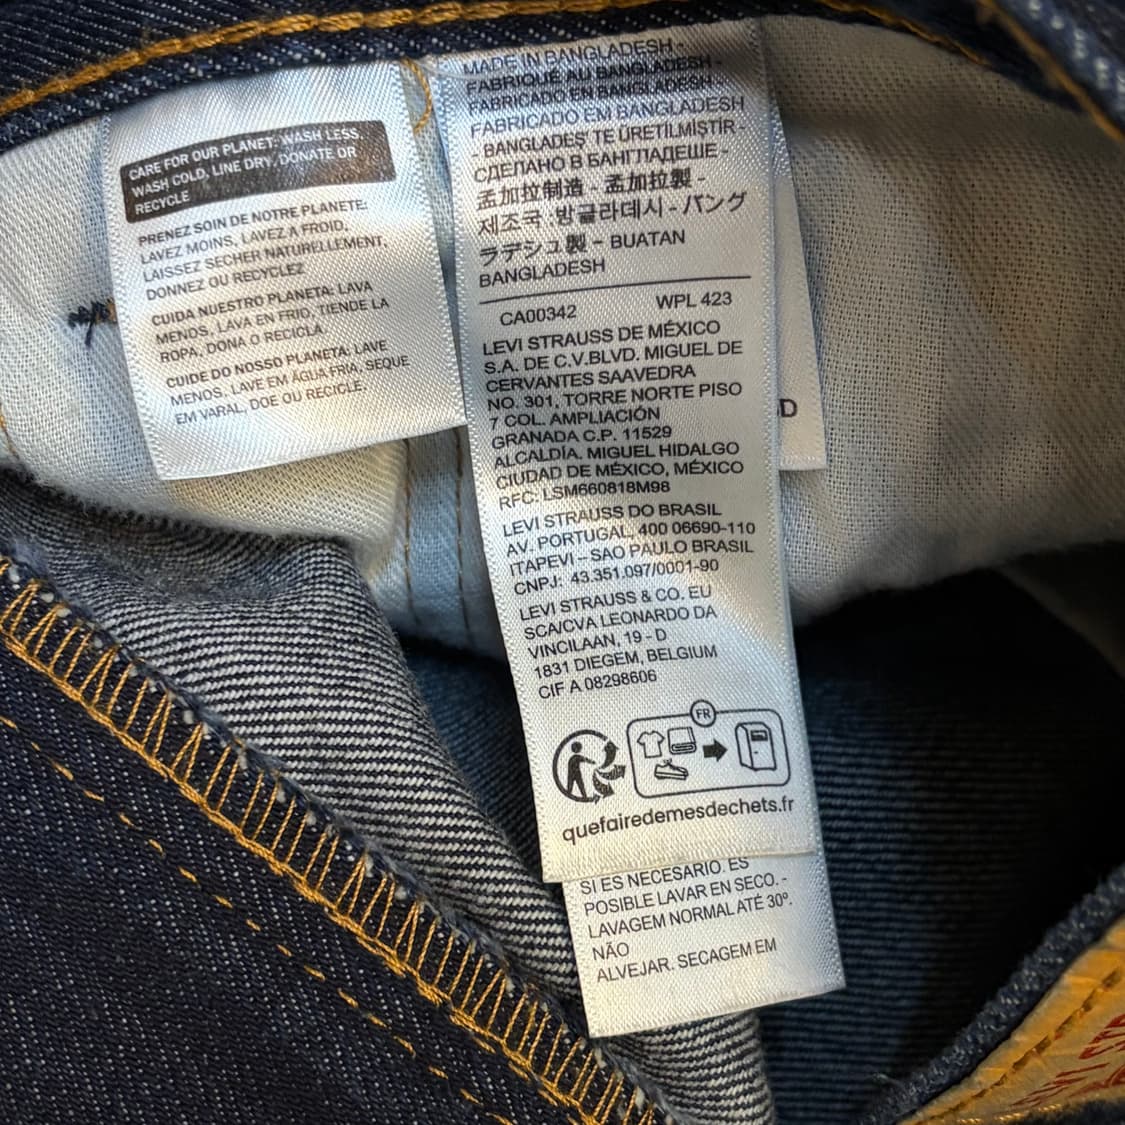 CARE FOR OUR PLANET: WASH LESS,
WASH COLD, LINE DRY, DONATE OR
RECYCLE
PRENEZ SOIN DE NOTRE PLANETE:
LAVEZ MOINS, LAVEZ A FROID,
LAISSEZ SECHER NATURELLEMENT,
DONNEZ OU RECYCLEZ
CUIDA NUESTRO PLANETA: LAVA
MENOS, LAVA EN FRIO, TIENDE LA
ROPA, DONA O RECICLA.
CUIDE DO NOSSO PLANETA: LAVE
MENOS, LAVE EM ÁGUA FRIA, SEQUE
EM VARAL, DOE OU RECICLE.
MADE IN BANGLADESH -
FABRIQUÉ AU BANGLADESH -
FABRICADO EN BANGLADESH
FABRICADO EM BANGLADESH
- BANGLADEŞ' TE ÜRETİLMİŞTİR -
СДЕЛАНО В БАНГЛАДЕШЕ -
孟加拉制造 - 孟加拉製 -
제조국 :방글라데시 - バング
ラデシュ製 – BUATAN
BANGLADESH
CA00342 WPL 423
LEVI STRAUSS DE MÉXICO
S.A. DE C.V.BLVD. MIGUEL DE
CERVANTES SAAVEDRA
NO. 301, TORRE NORTE PISO
7 COL. AMPLIACIÓN
GRANADA C.P. 11529
ALCALDÍA. MIGUEL HIDALGO
CIUDAD DE MÉXICO, MÉXICO
RFC: LSM660818M98
LEVI STRAUSS DO BRASIL
AV. PORTUGAL, 400 06690-110
ITAPEVI – SAO PAULO BRASIL
CNPJ: 43.351.097/0001-90
LEVI STRAUSS & CO. EU
SCA/CVA LEONARDO DA
VINCILAAN, 19 - D
1831 DIEGEM, BELGIUM
CIF A 08298606
FR
quefairedemesdechets.fr
SI ES NECESARIO. ES
POSIBLE LAVAR EN SECO. -
LAVAGEM NORMAL ATÉ 30º.
NÃO
ALVEJAR. SECAGEM EM
D